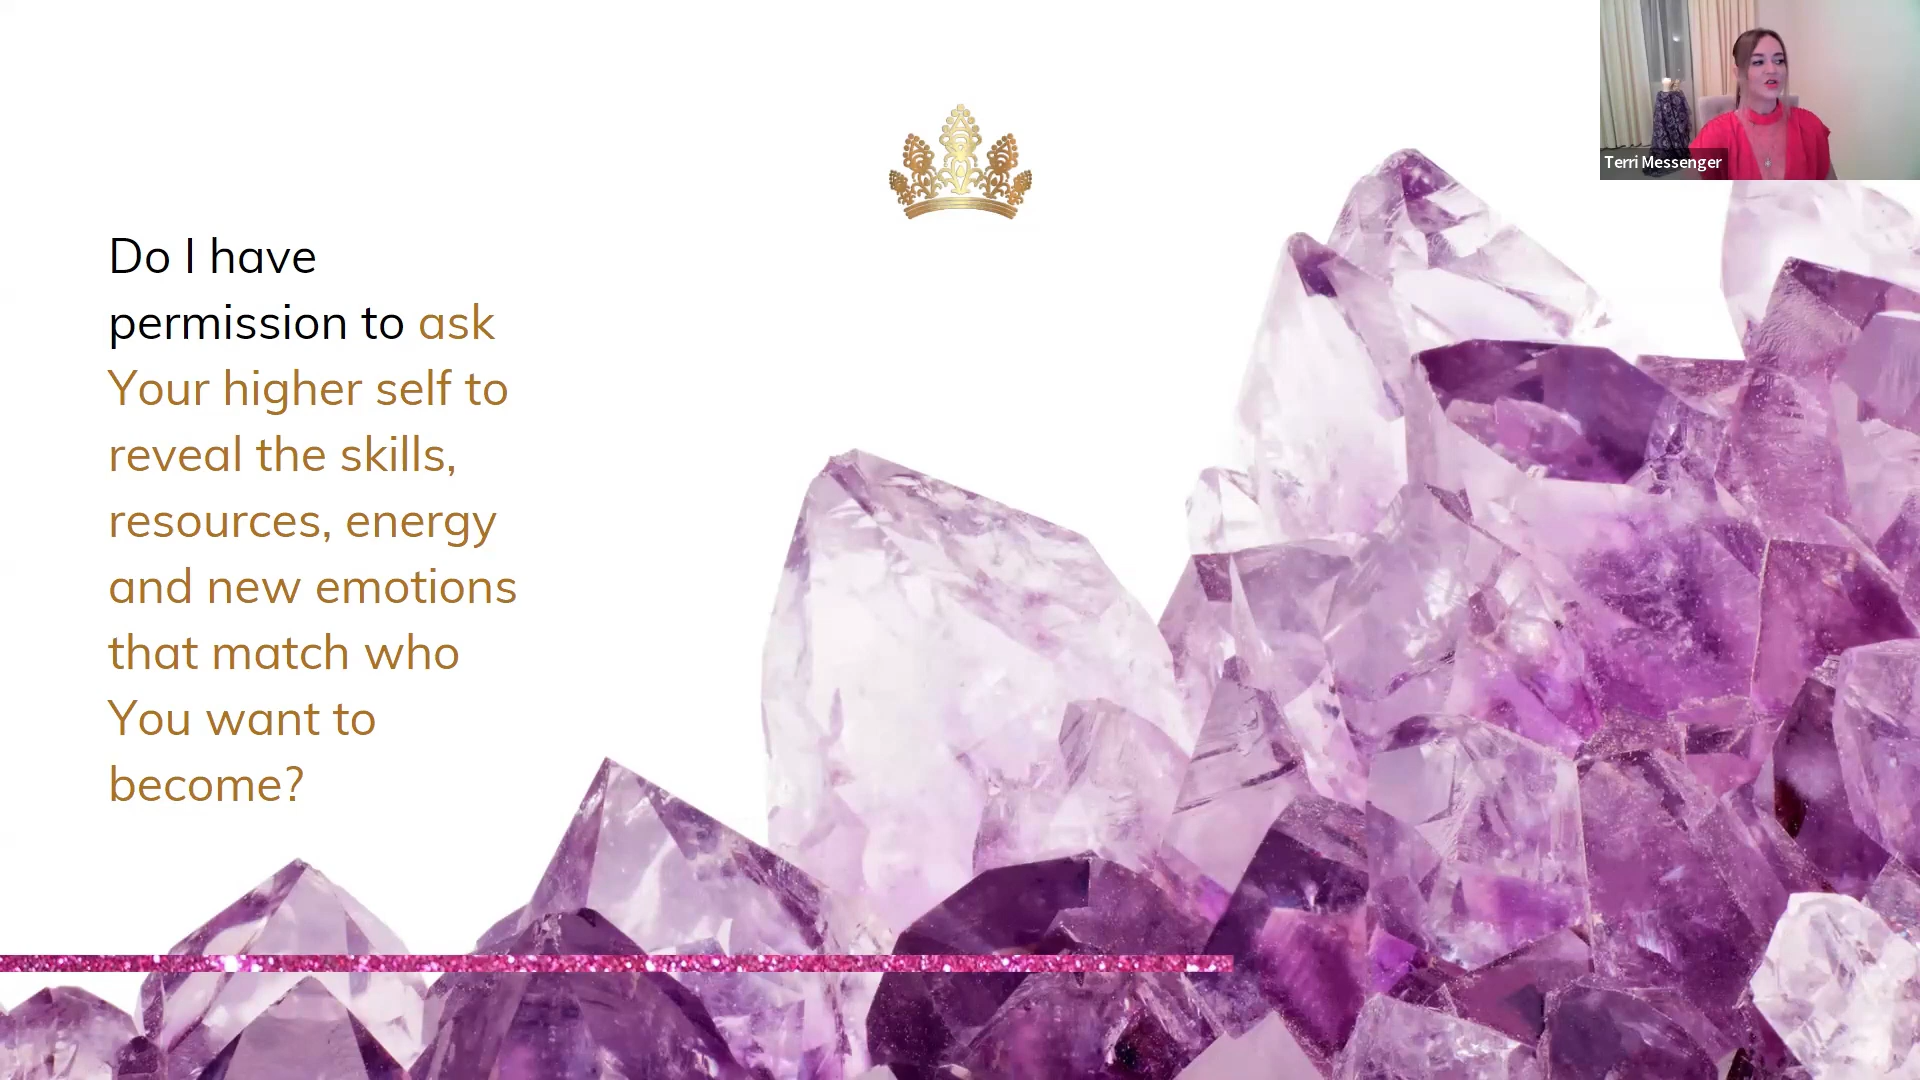 Terri Messenger
Do I have
permission to ask
Your higher self to
reveal the skills,
resources, energy
and new emotions
that match who
You want to
become?